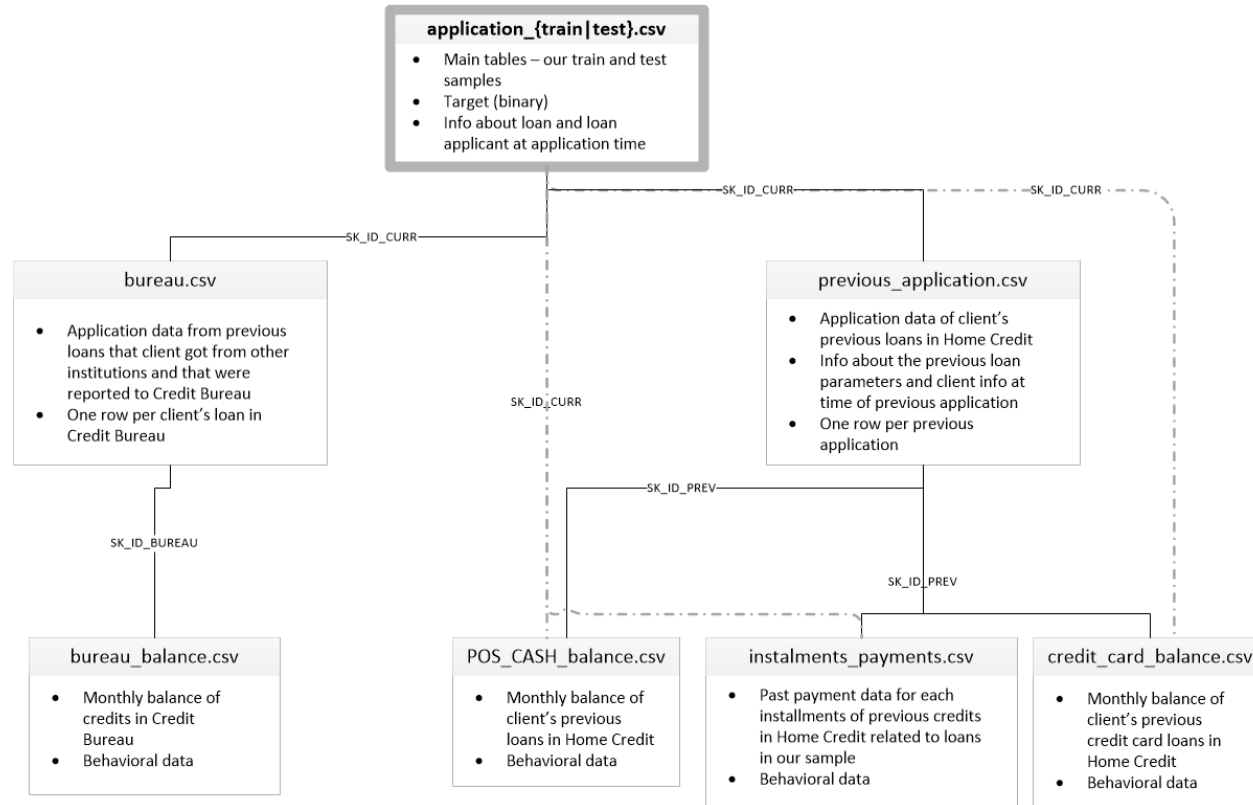 application_{train|test}.csv
• Main tables – our train and test
samples
• Target (binary)
• Info about loan and loan
applicant at application time
SK_ID_CURR
SK_ID_CURR
SK_ID_CURR
bureau.csv
• Application data from previous
loans that client got from other
institutions and that were
reported to Credit Bureau
• One row per client's loan in
Credit Bureau
previous_application.csv
• Application data of client's
previous loans in Home Credit
• Info about the previous loan
parameters and client info at
time of previous application
• One row per previous
application
SK_ID_CURR
SK_ID_PREV
SK_ID_BUREAU
SK_ID_PREV
bureau_balance.csv
• Monthly balance of
credits in Credit
Bureau
• Behavioral data
POS_CASH_balance.csv
• Monthly balance of
client's previous
loans in Home Credit
• Behavioral data
instalments_payments.csv
• Past payment data for each
installments of previous credits
in Home Credit related to loans
in our sample
• Behavioral data
credit_card_balance.csv
• Monthly balance of
client's previous
credit card loans in
Home Credit
• Behavioral data